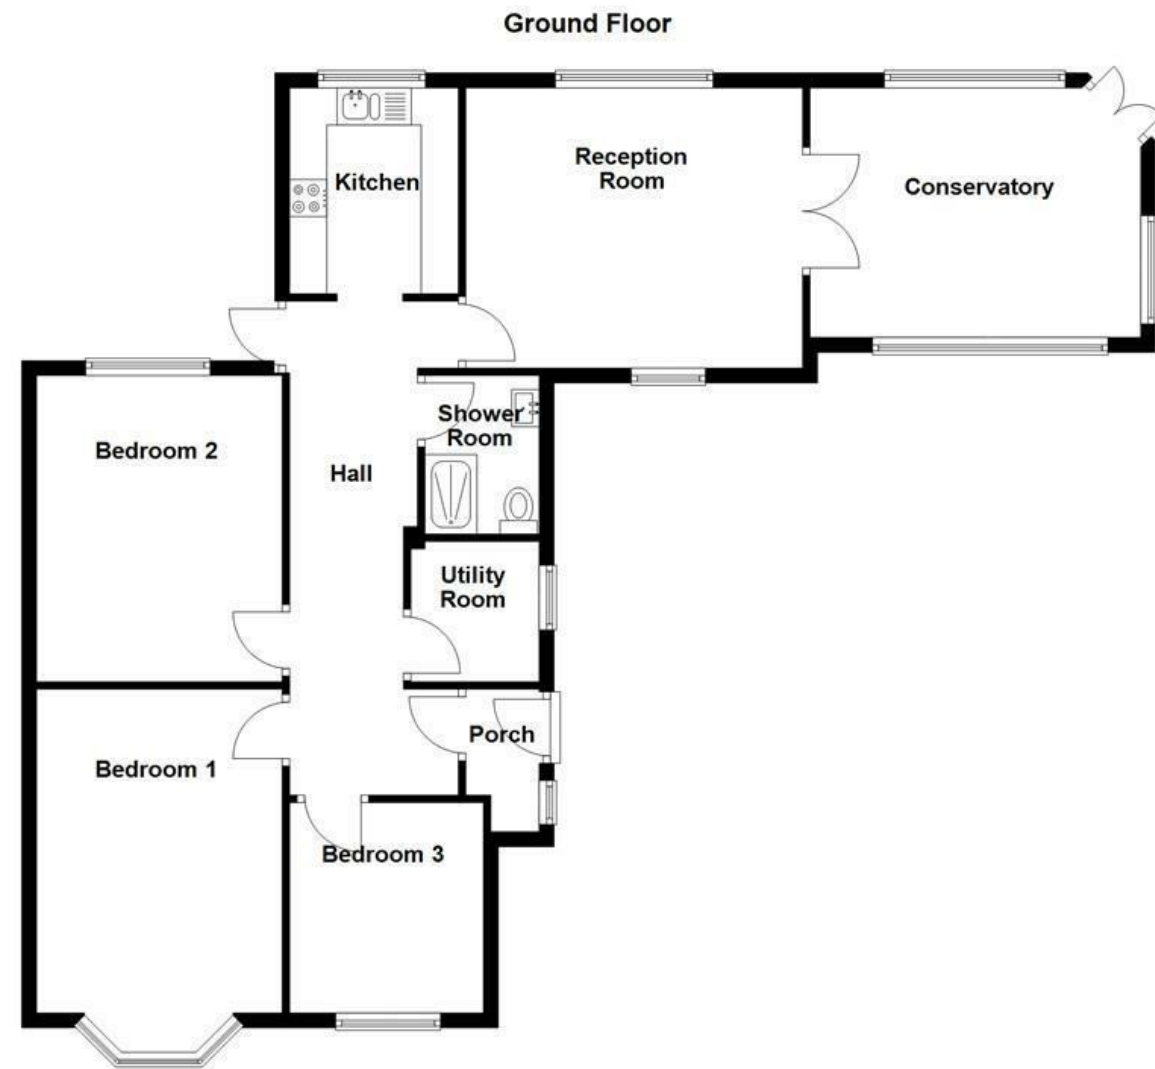 Ground Floor
Kitchen
Reception
Room
Conservatory
Bedroom 2
Hall
Shower
Room
Utility
Room
Porch
Bedroom 1
Bedroom 3